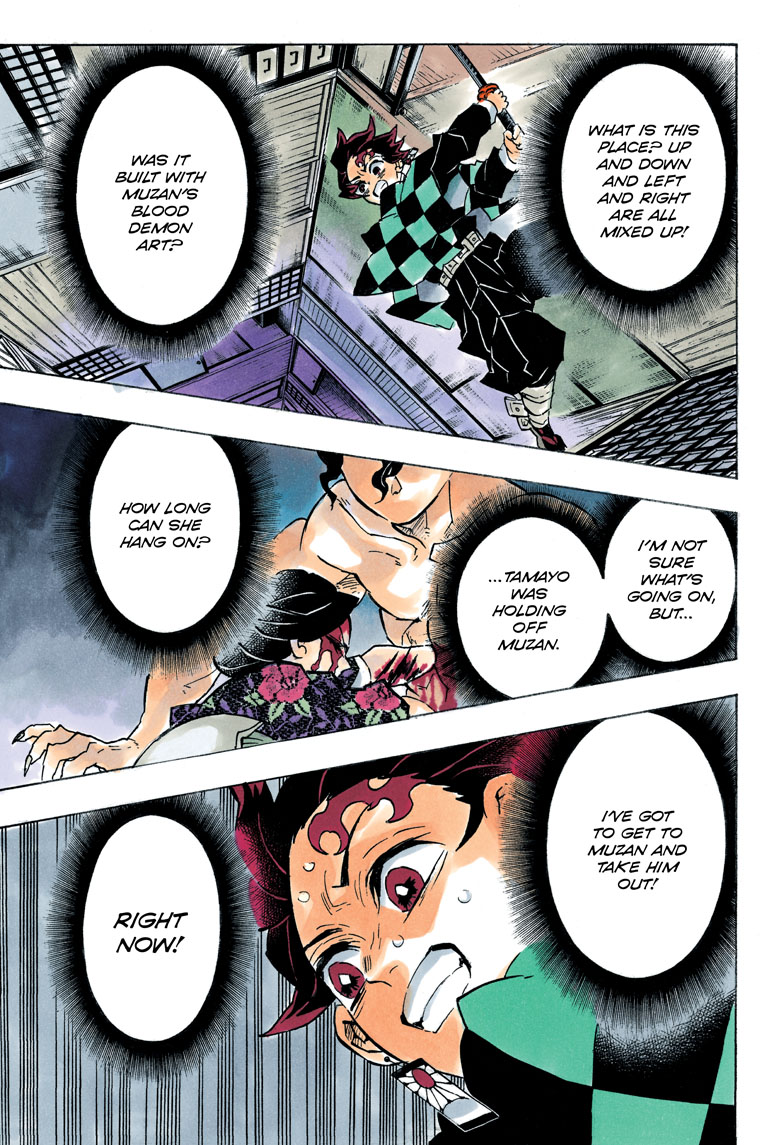 WHAT IS THIS
PLACE? UP
AND DOWN
AND LEFT
AND RIGHT
ARE ALL
MIXED UP!
WAS IT
BUILT WITH
MUZAN'S
BLOOD
DEMON
ART?
I'M NOT
SURE
WHAT'S
GOING ON,
BUT...
...TAMAYO
WAS
HOLDING
OFF
MUZAN.
HOW LONG
CAN SHE
HANG ON?
I'VE GOT
TO GET TO
MUZAN AND
TAKE HIM
OUT!
RIGHT
NOW!